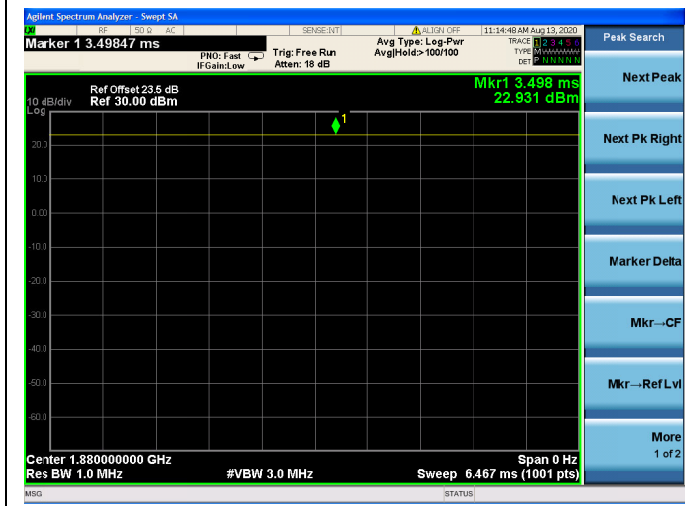 Agilent Spectrum Analyzer - Swept SA
LXI RF 50 Ω AC SENSE:INT ALIGN OFF 11:14:48 AM Aug 13, 2020
Marker 1 3.49847 ms
PNO: Fast
IFGain:Low
Trig: Free Run
Atten: 18 dB
Avg Type: Log-Pwr
Avg|Hold:>100/100
TRACE 1 2 3 4 5 6
TYPE M
DET P N N N N N
Peak Search
Mkr1 3.498 ms
22.931 dBm
Ref Offset 23.5 dB
10 dB/div Ref 30.00 dBm
Log
1
20.0
10.0
0.00
-10.0
-20.0
-30.0
-40.0
-50.0
-60.0
Center 1.880000000 GHz Span 0 Hz
Res BW 1.0 MHz #VBW 3.0 MHz Sweep 6.467 ms (1001 pts)
MSG STATUS
Next Peak
Next Pk Right
Next Pk Left
Marker Delta
Mkr→CF
Mkr→Ref Lvl
More
1 of 2